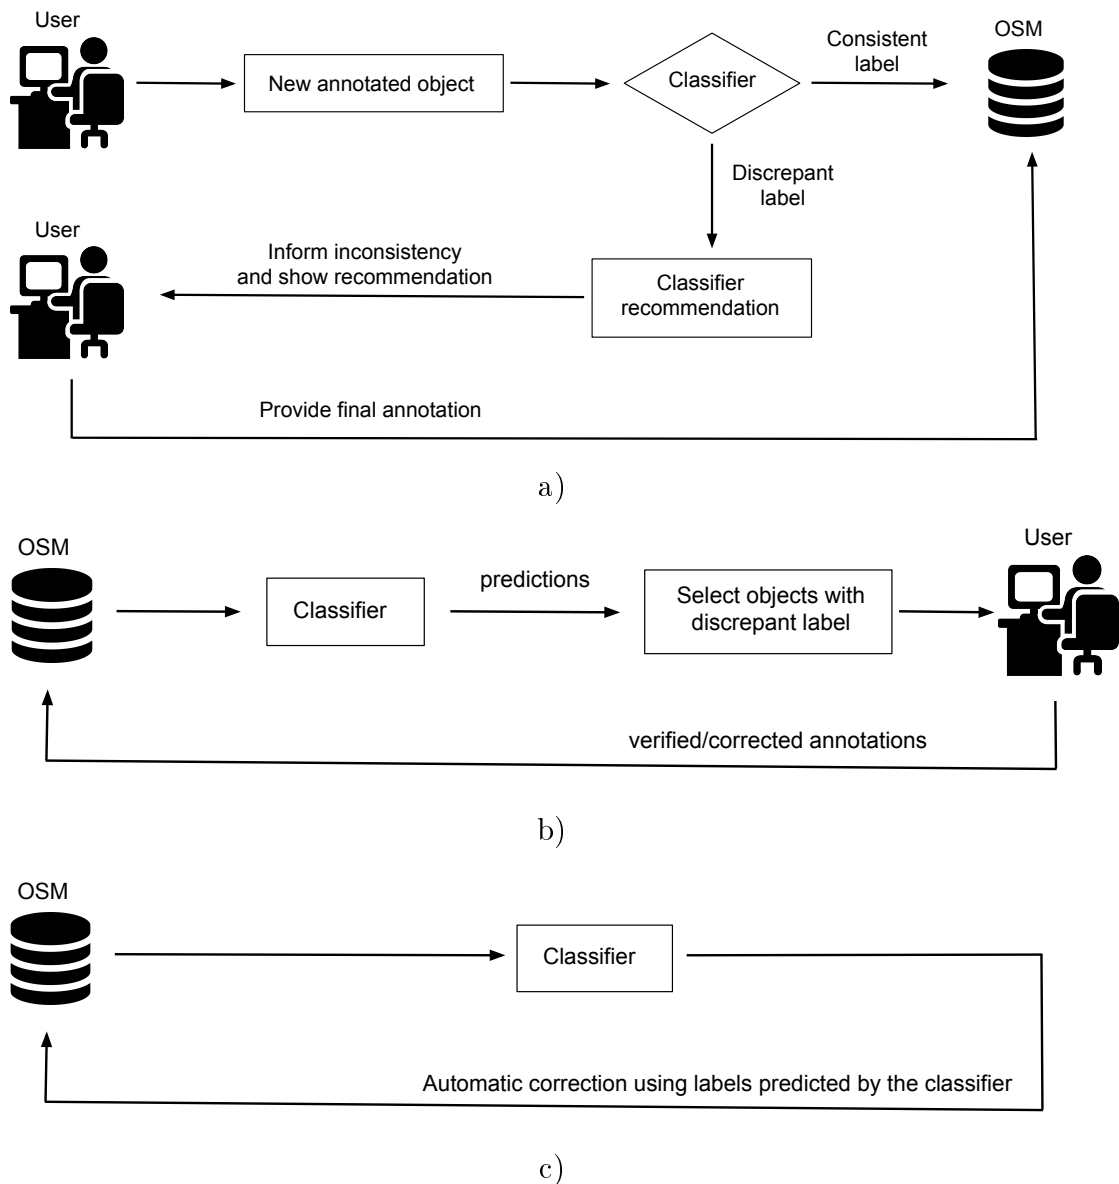 User
OSM
Consistent
label
New annotated object
Classifier
Discrepant
label
User
Inform inconsistency
and show recommendation
Classifier
recommendation
Provide final annotation
a)
OSM
User
predictions
Classifier
Select objects with
discrepant label
verified/corrected annotations
b)
OSM
Classifier
Automatic correction using labels predicted by the classifier
c)